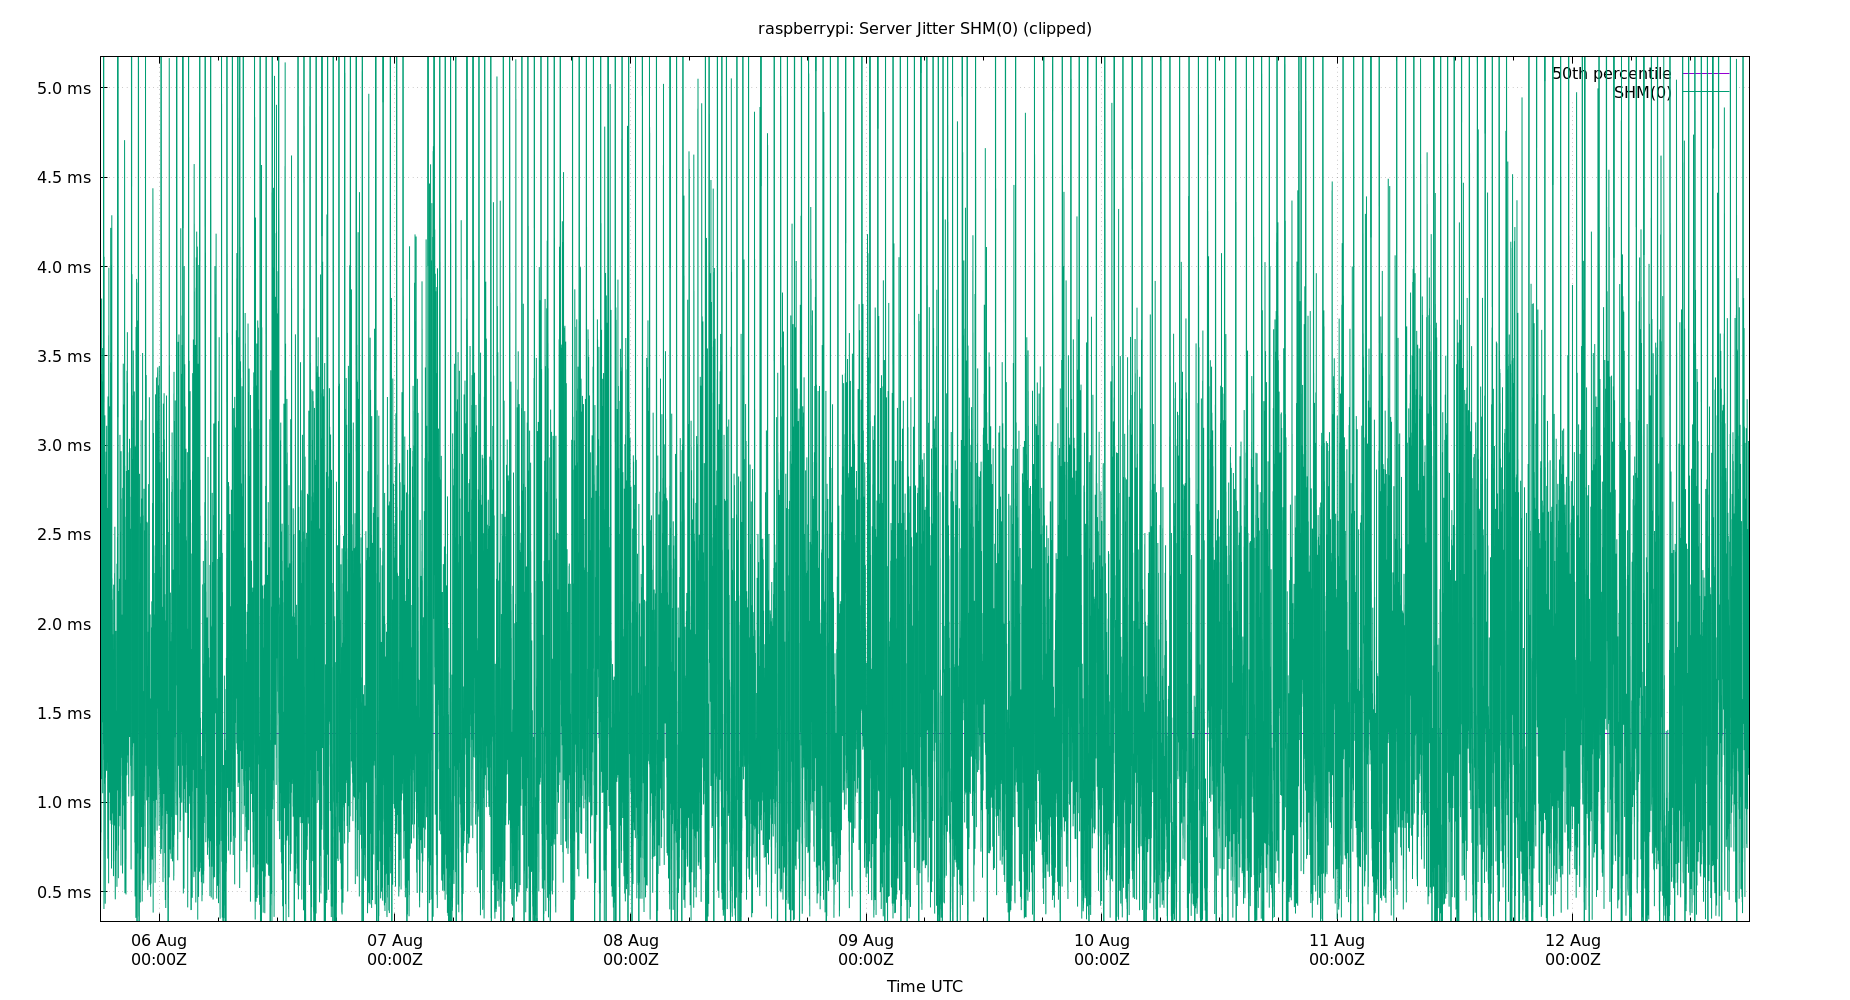 raspberrypi: Server Jitter SHM(0) (clipped)
50th percentile
SHM(0)
5.0 ms
4.5 ms
4.0 ms
3.5 ms
3.0 ms
2.5 ms
2.0 ms
1.5 ms
1.0 ms
0.5 ms
06 Aug 07 Aug 08 Aug 09 Aug 10 Aug 11 Aug 12 Aug
00:00Z 00:00Z 00:00Z 00:00Z 00:00Z 00:00Z 00:00Z
Time UTC